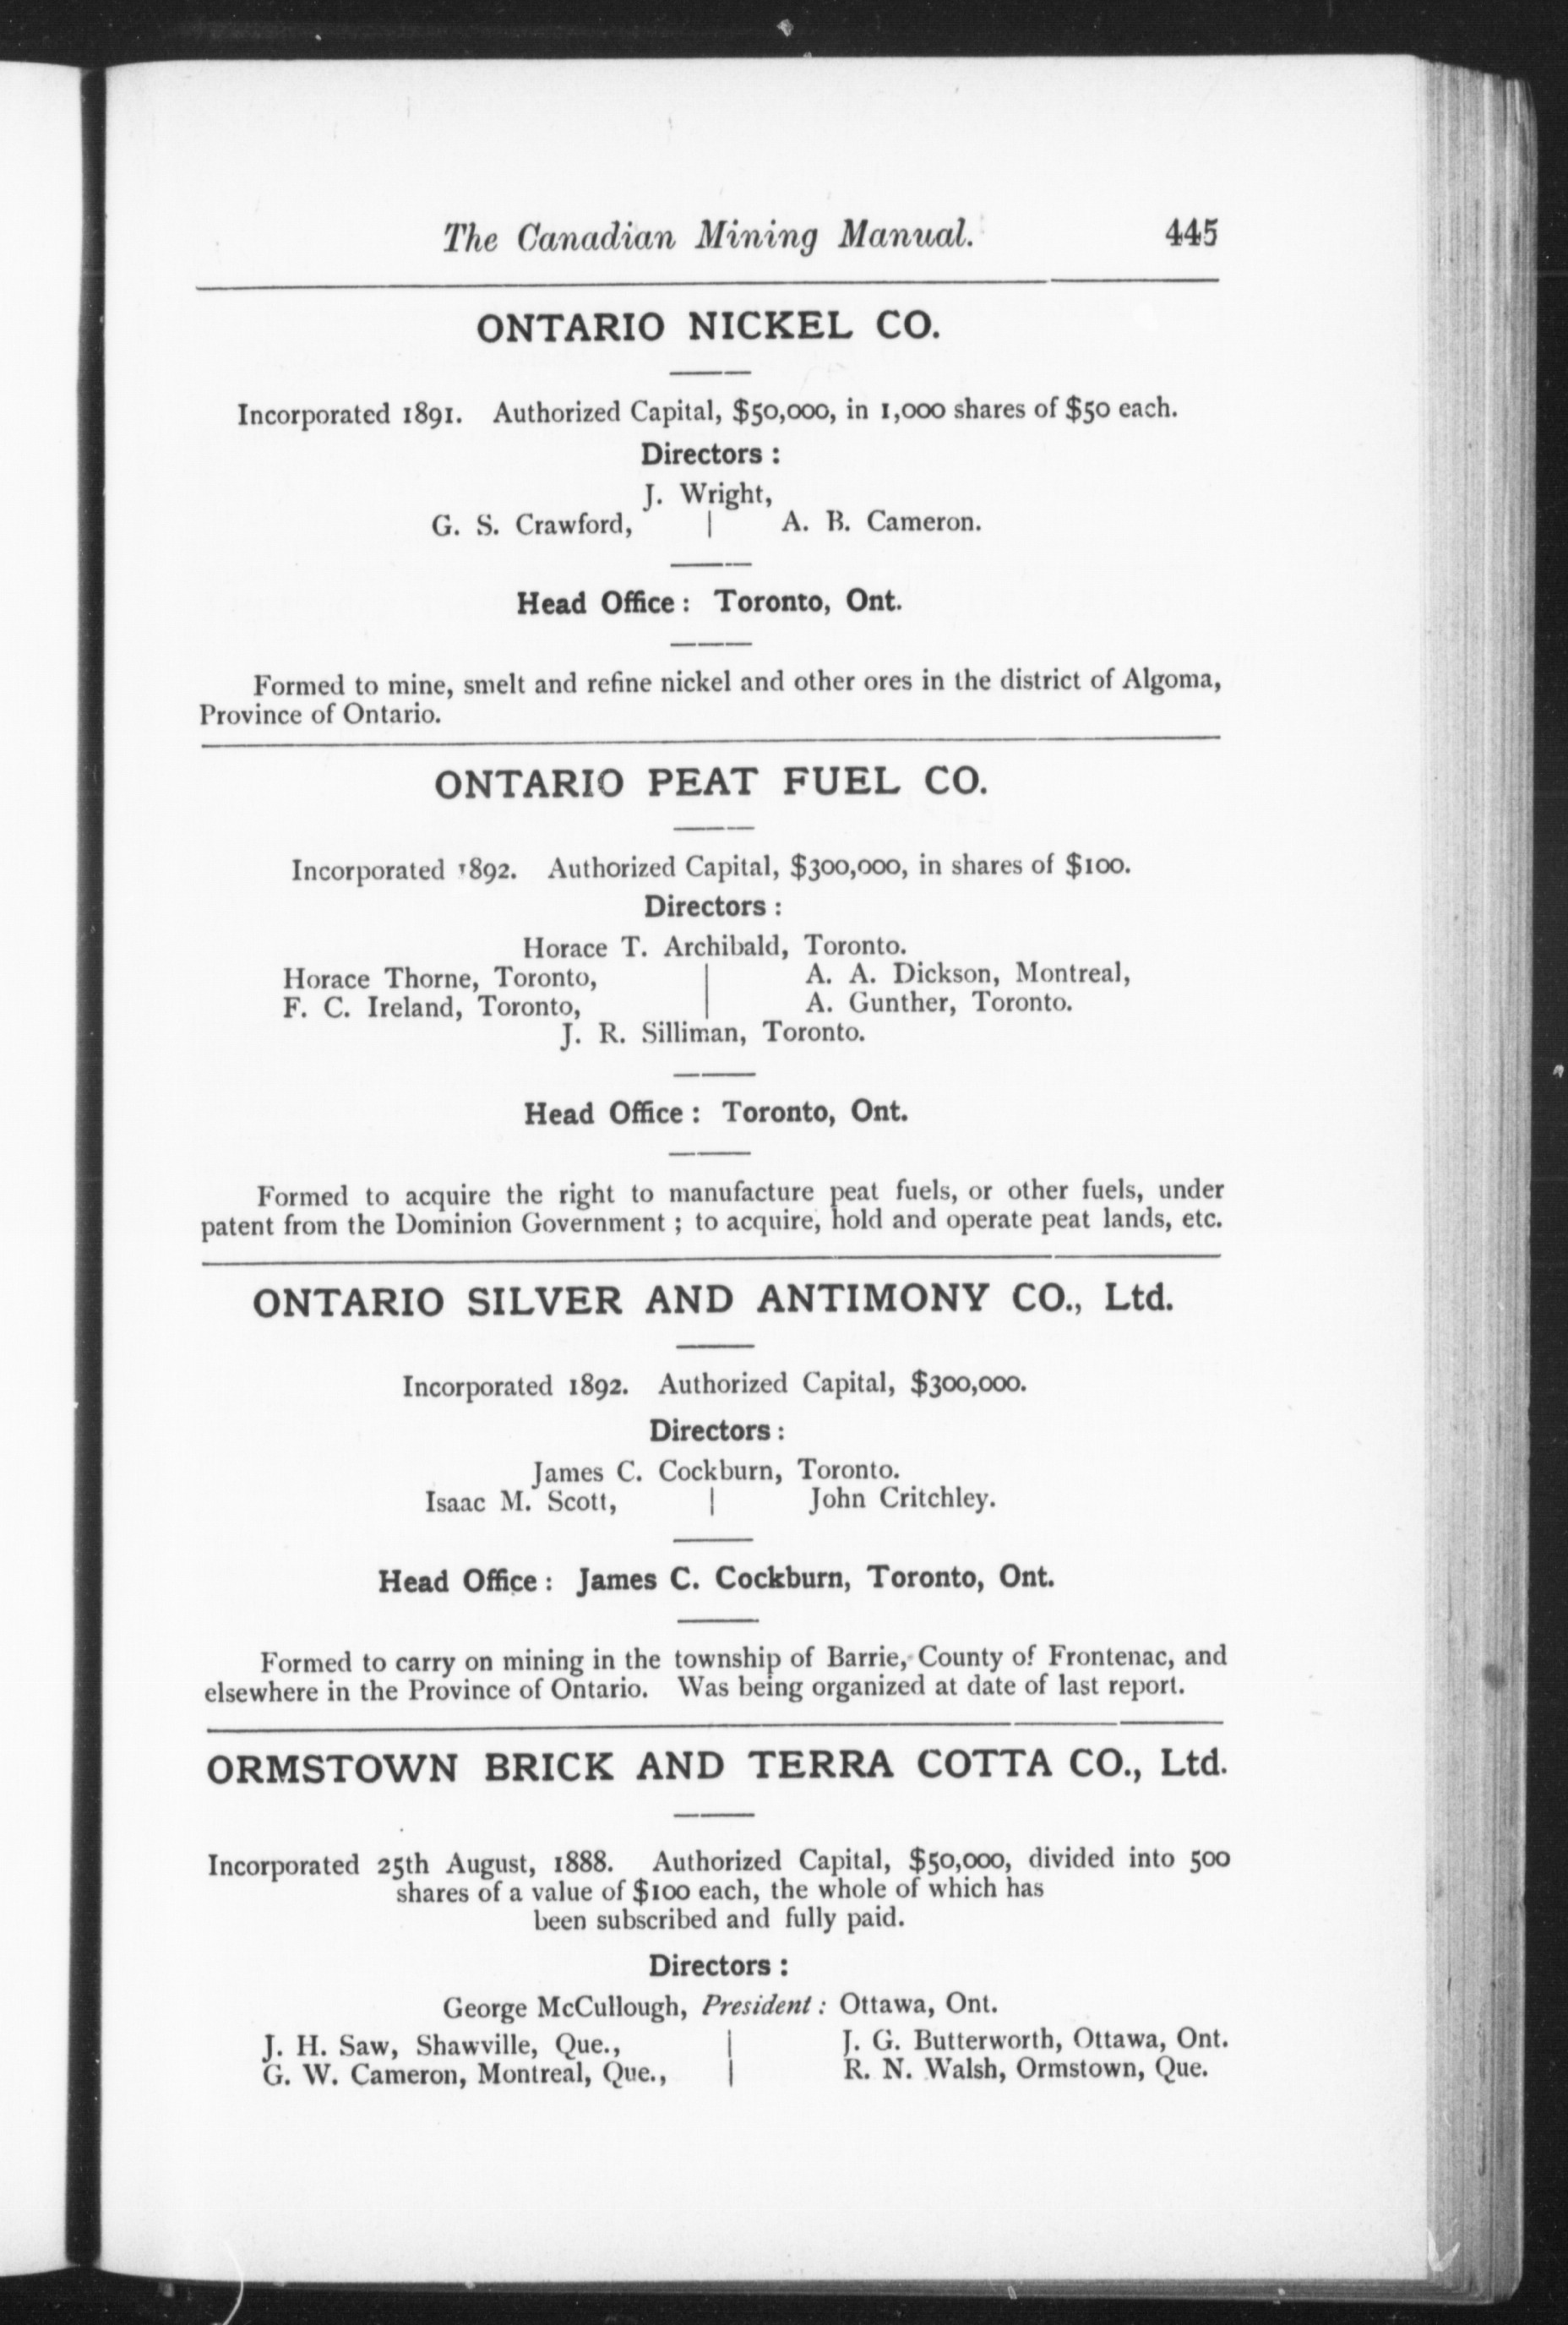 The Canadian Mining Manual. 445
ONTARIO NICKEL CO.
Incorporated 1891. Authorized Capital, $50,000, in 1,000 shares of $50 each.
Directors :
J. Wright,
G. S. Crawford, | A. B. Cameron.
Head Office : Toronto, Ont.
Formed to mine, smelt and refine nickel and other ores in the district of Algoma,
Province of Ontario.
ONTARIO PEAT FUEL CO.
Incorporated 1892. Authorized Capital, $300,000, in shares of $100.
Directors :
Horace T. Archibald, Toronto.
Horace Thorne, Toronto, | A. A. Dickson, Montreal,
F. C. Ireland, Toronto, | A. Gunther, Toronto.
J. R. Silliman, Toronto.
Head Office : Toronto, Ont.
Formed to acquire the right to manufacture peat fuels, or other fuels, under
patent from the Dominion Government ; to acquire, hold and operate peat lands, etc.
ONTARIO SILVER AND ANTIMONY CO., Ltd.
Incorporated 1892. Authorized Capital, $300,000.
Directors :
James C. Cockburn, Toronto.
Isaac M. Scott, | John Critchley.
Head Office : James C. Cockburn, Toronto, Ont.
Formed to carry on mining in the township of Barrie, County of Frontenac, and
elsewhere in the Province of Ontario. Was being organized at date of last report.
ORMSTOWN BRICK AND TERRA COTTA CO., Ltd.
Incorporated 25th August, 1888. Authorized Capital, $50,000, divided into 500
shares of a value of $100 each, the whole of which has
been subscribed and fully paid.
Directors :
George McCullough, President : Ottawa, Ont.
J. H. Saw, Shawville, Que., | J. G. Butterworth, Ottawa, Ont.
G. W. Cameron, Montreal, Que., | R. N. Walsh, Ormstown, Que.